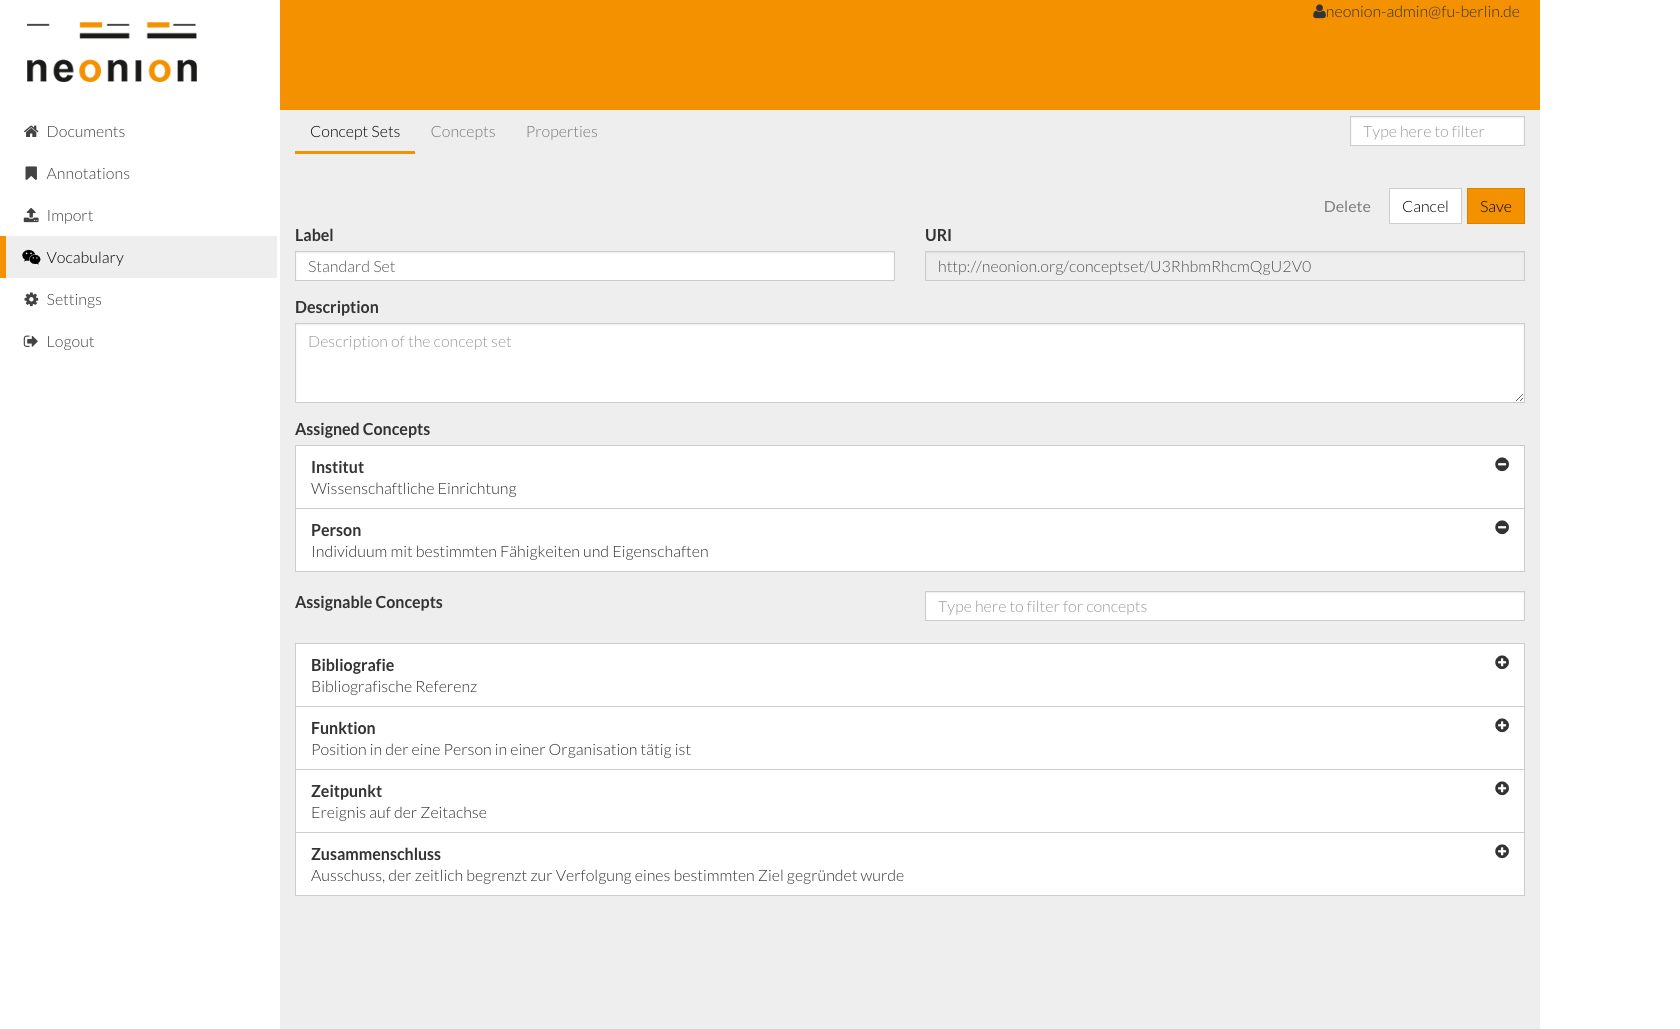 neonion
neonion-admin@fu-berlin.de
Documents
Annotations
Import
Vocabulary
Settings
Logout
Concept Sets Concepts Properties Type here to filter
Delete Cancel Save
Label URI
Standard Set http://neonion.org/conceptset/U3RhbmRhcmQgU2V0
Description
Description of the concept set
Assigned Concepts
Institut
Wissenschaftliche Einrichtung
Person
Individuum mit bestimmten Fähigkeiten und Eigenschaften
Assignable Concepts Type here to filter for concepts
Bibliografie
Bibliografische Referenz
Funktion
Position in der eine Person in einer Organisation tätig ist
Zeitpunkt
Ereignis auf der Zeitachse
Zusammenschluss
Ausschuss, der zeitlich begrenzt zur Verfolgung eines bestimmten Ziel gegründet wurde